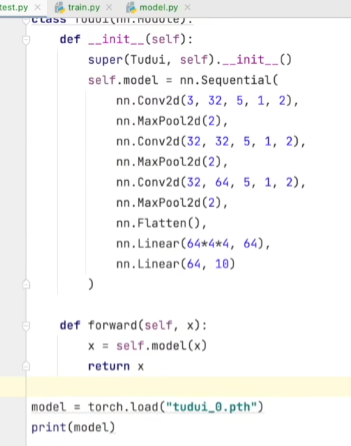 test.py × train.py × model.py ×
class Tudui(nn.Module):
def __init__(self):
super(Tudui, self).__init__()
self.model = nn.Sequential(
nn.Conv2d(3, 32, 5, 1, 2),
nn.MaxPool2d(2),
nn.Conv2d(32, 32, 5, 1, 2),
nn.MaxPool2d(2),
nn.Conv2d(32, 64, 5, 1, 2),
nn.MaxPool2d(2),
nn.Flatten(),
nn.Linear(64*4*4, 64),
nn.Linear(64, 10)
)
def forward(self, x):
x = self.model(x)
return x
model = torch.load("tudui_0.pth")
print(model)